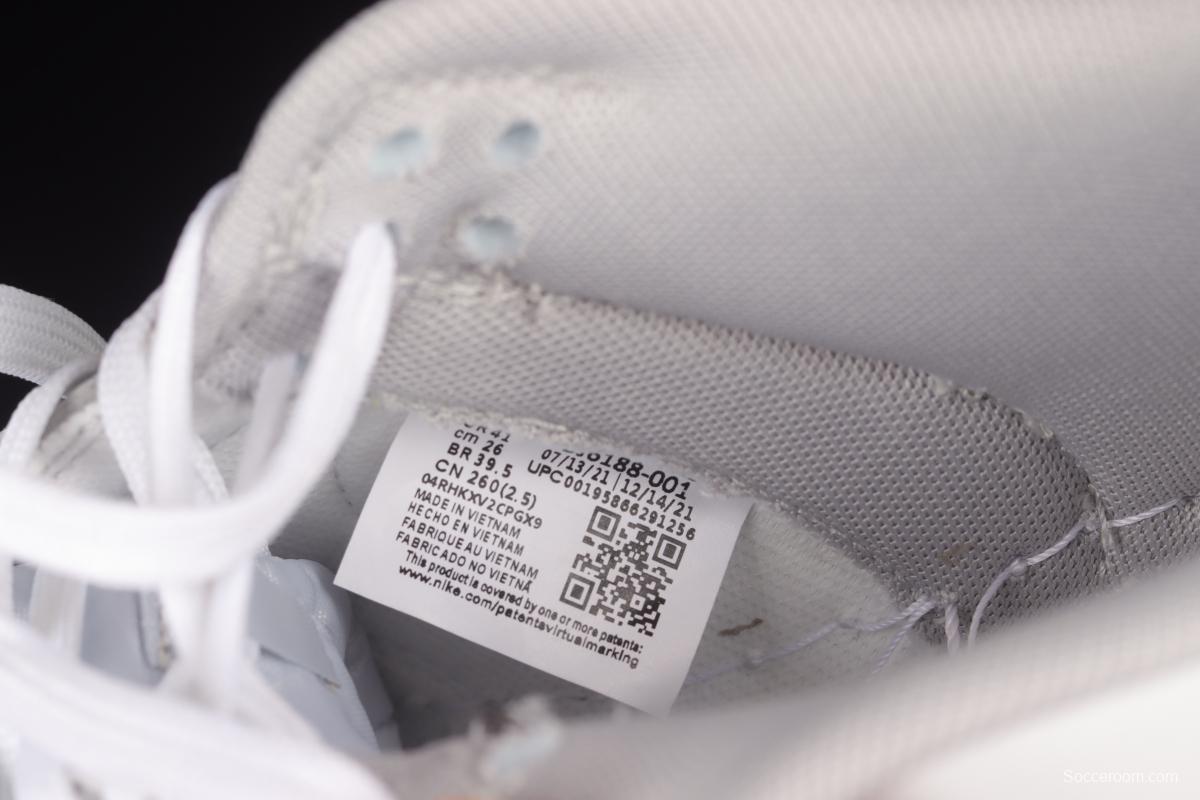 cm 26
BR 39.5
CN 260(2.5)
04RHKXV2CPGX9
MADE IN VIETNAM
HECHO EN VIETNAM
FABRIQUE AU VIETNAM
FABRICADO NO VIETNÃ
This product is covered by one or more patents:
www.nike.com/patentsvirtualmarking
07/13/21 | 12/14/21
UPC00195866291256
Socceroom.com